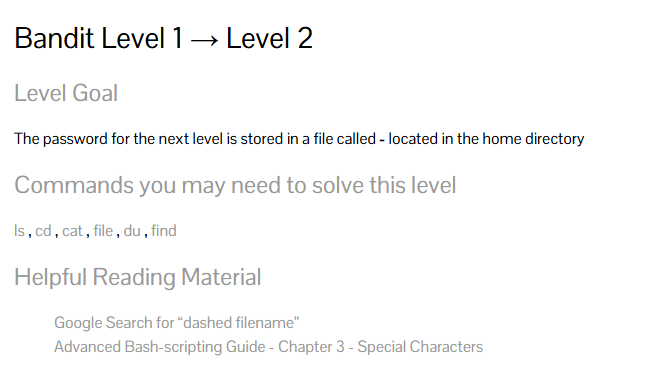 Bandit Level 1 → Level 2
Level Goal
The password for the next level is stored in a file called - located in the home directory
Commands you may need to solve this level
ls , cd , cat , file , du , find
Helpful Reading Material
Google Search for “dashed filename”
Advanced Bash-scripting Guide - Chapter 3 - Special Characters